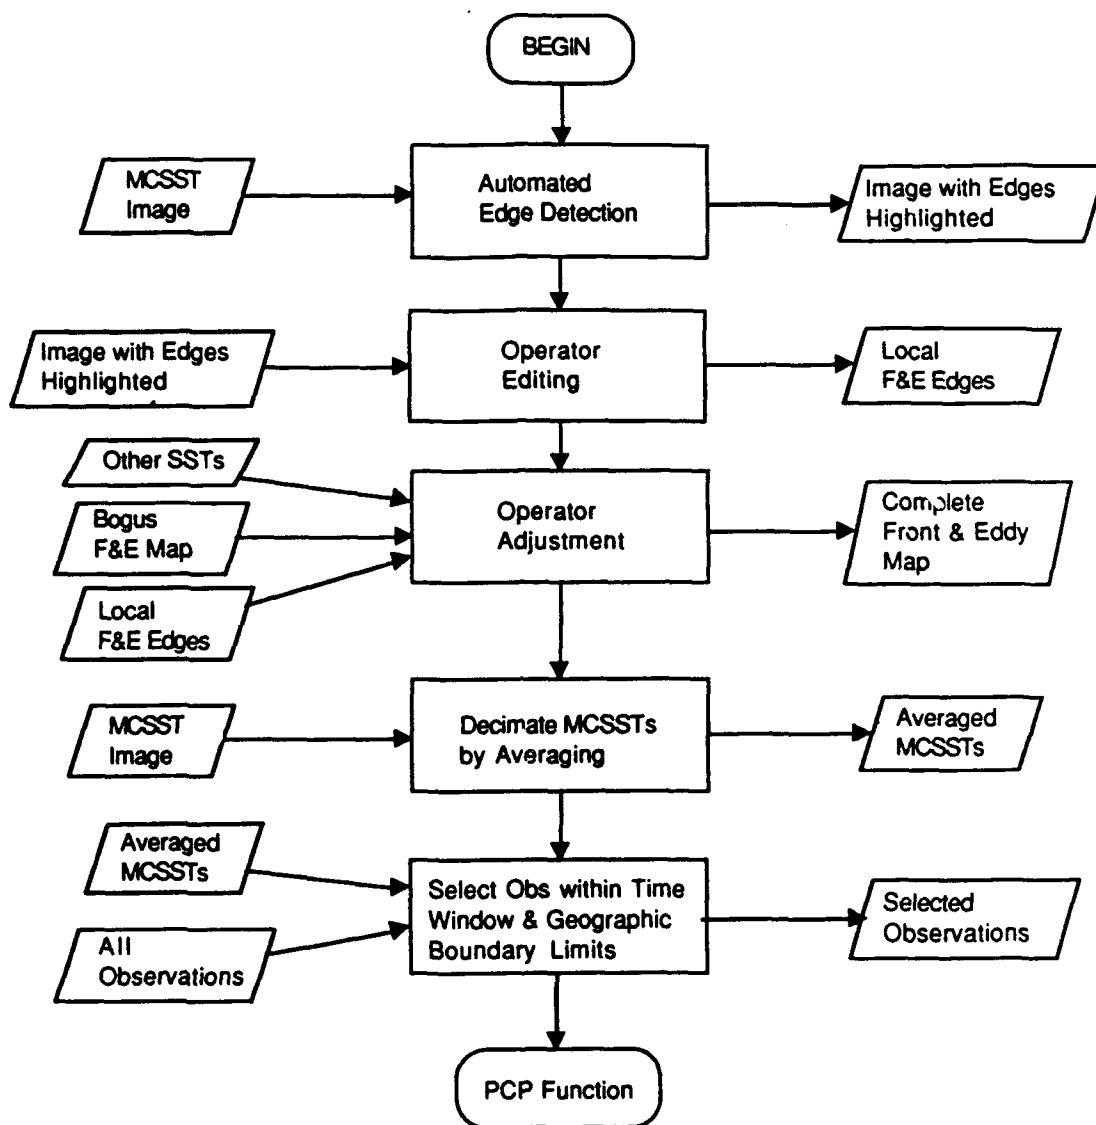 BEGIN
MCSST
Image
Automated
Edge Detection
Image with Edges
Highlighted
Image with Edges
Highlighted
Operator
Editing
Local
F&E Edges
Other SSTs
Bogus
F&E Map
Local
F&E Edges
Operator
Adjustment
Complete
Front & Eddy
Map
MCSST
Image
Decimate MCSSTs
by Averaging
Averaged
MCSSTs
Averaged
MCSSTs
All
Observations
Select Obs within Time
Window & Geographic
Boundary Limits
Selected
Observations
PCP Function